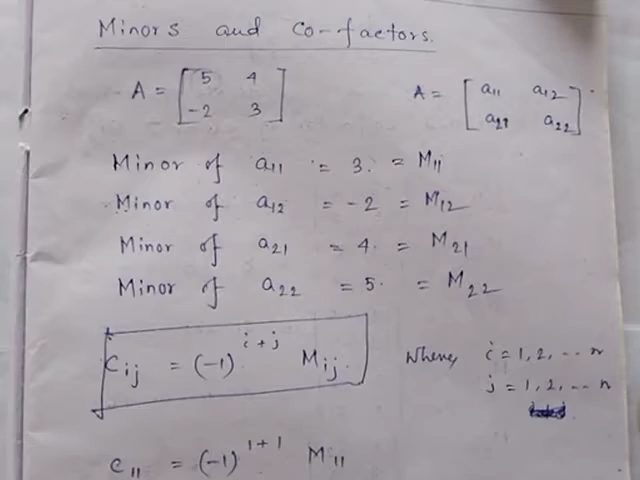 Minors and Co-factors.
A = [5 4 -2 3] A = [a11 a12 a21 a22]
Minor of a11 = 3. = M11
Minor of a12 = -2 = M12
Minor of a21 = 4. = M21
Minor of a22 = 5. = M22
Cij = (-1)^i+j Mij. Where, i = 1, 2, --- n
j = 1, 2, --- n
C11 = (-1)^1+1 M11